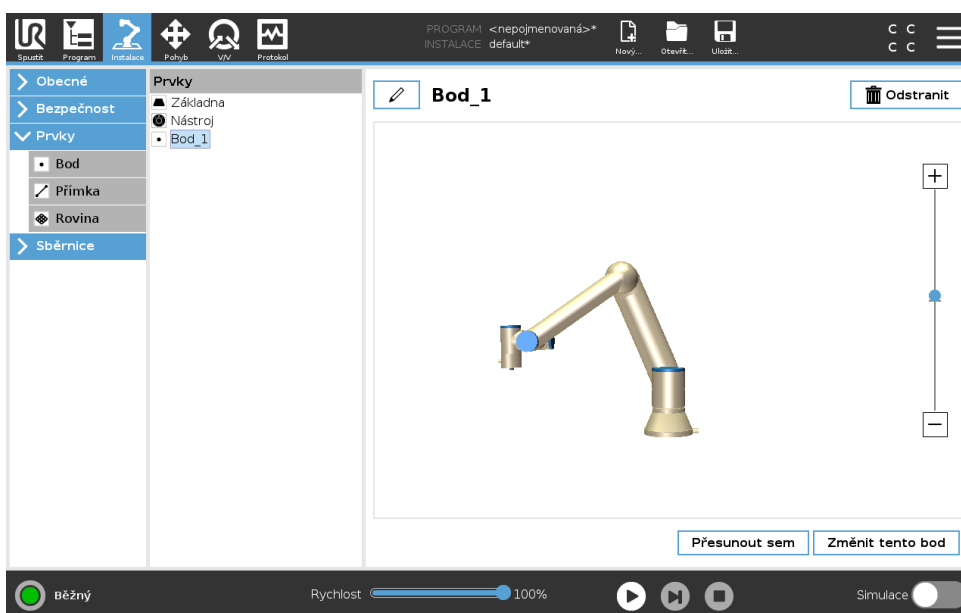 UR
Spustit
Program
Instalace
Pohyb
V/V
Protokol
PROGRAM <nepojmenovaná>*
INSTALACE default*
Nový...
Otevřít...
Uložit...
C C
C C
Obecné
Bezpečnost
Prvky
Bod
Přímka
Rovina
Sběrnice
Prvky
Základna
Nástroj
Bod_1
Bod_1
Odstranit
Přesunout sem
Změnit tento bod
Běžný
Rychlost
100%
Simulace